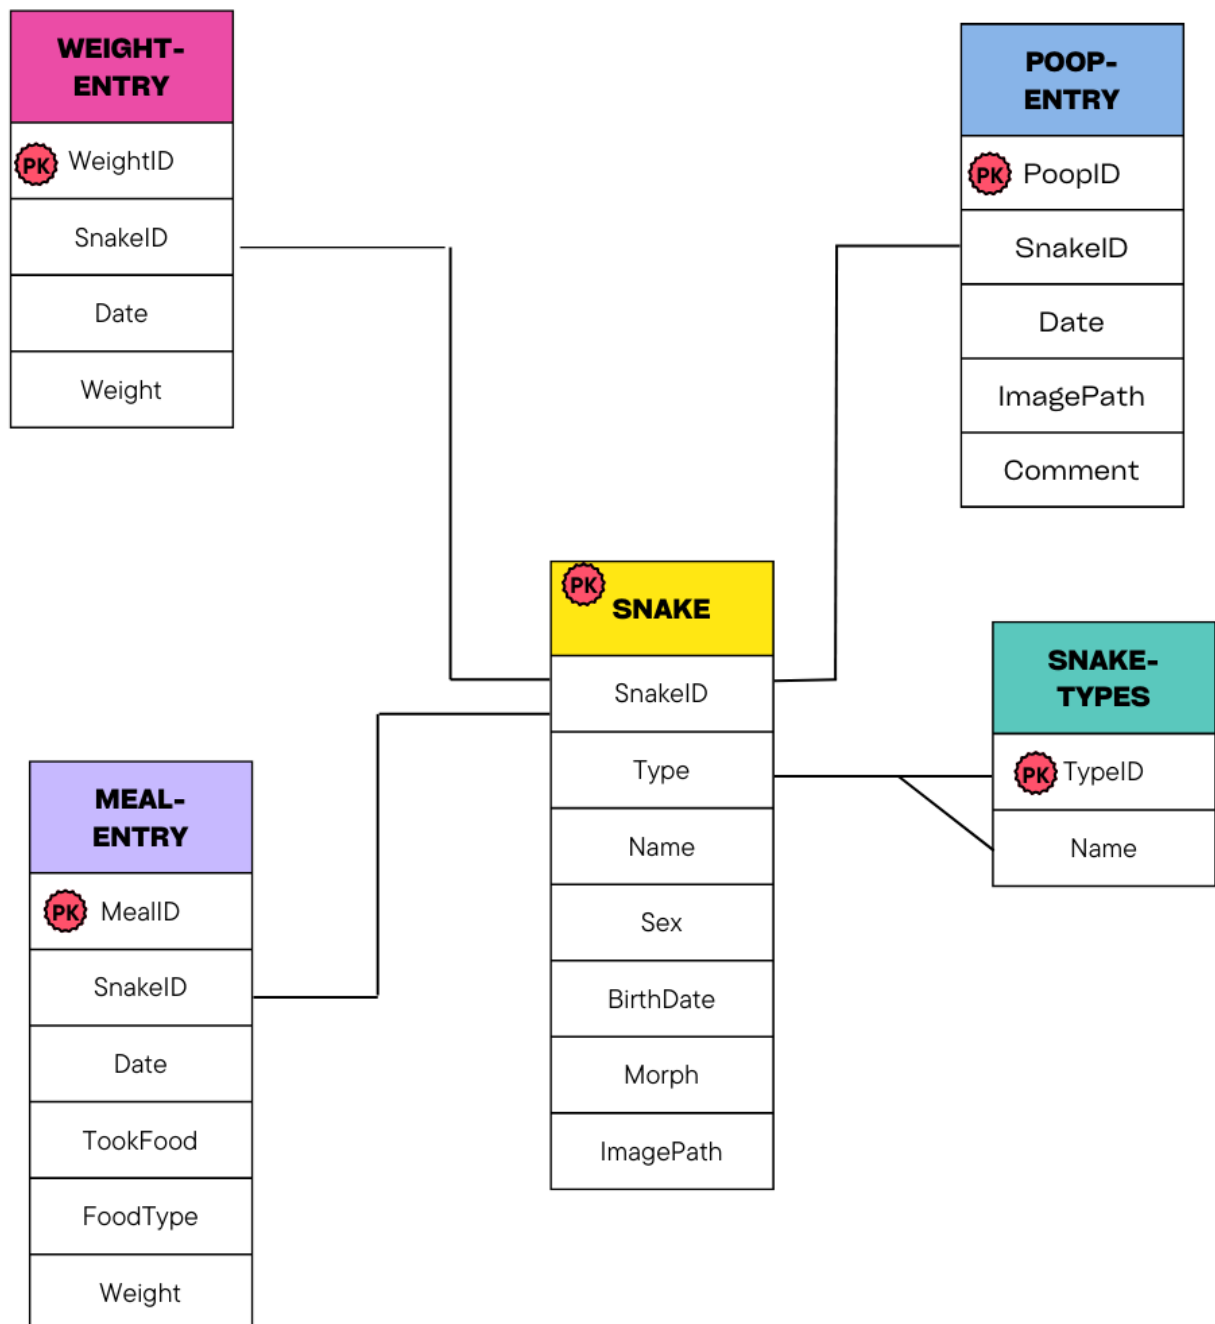 WEIGHT-
ENTRY
PK WeightID
SnakeID
Date
Weight
POOP-
ENTRY
PK PoopID
SnakeID
Date
ImagePath
Comment
PK
SNAKE
SnakeID
Type
Name
Sex
BirthDate
Morph
ImagePath
SNAKE-
TYPES
PK TypeID
Name
MEAL-
ENTRY
PK MealID
SnakeID
Date
TookFood
FoodType
Weight